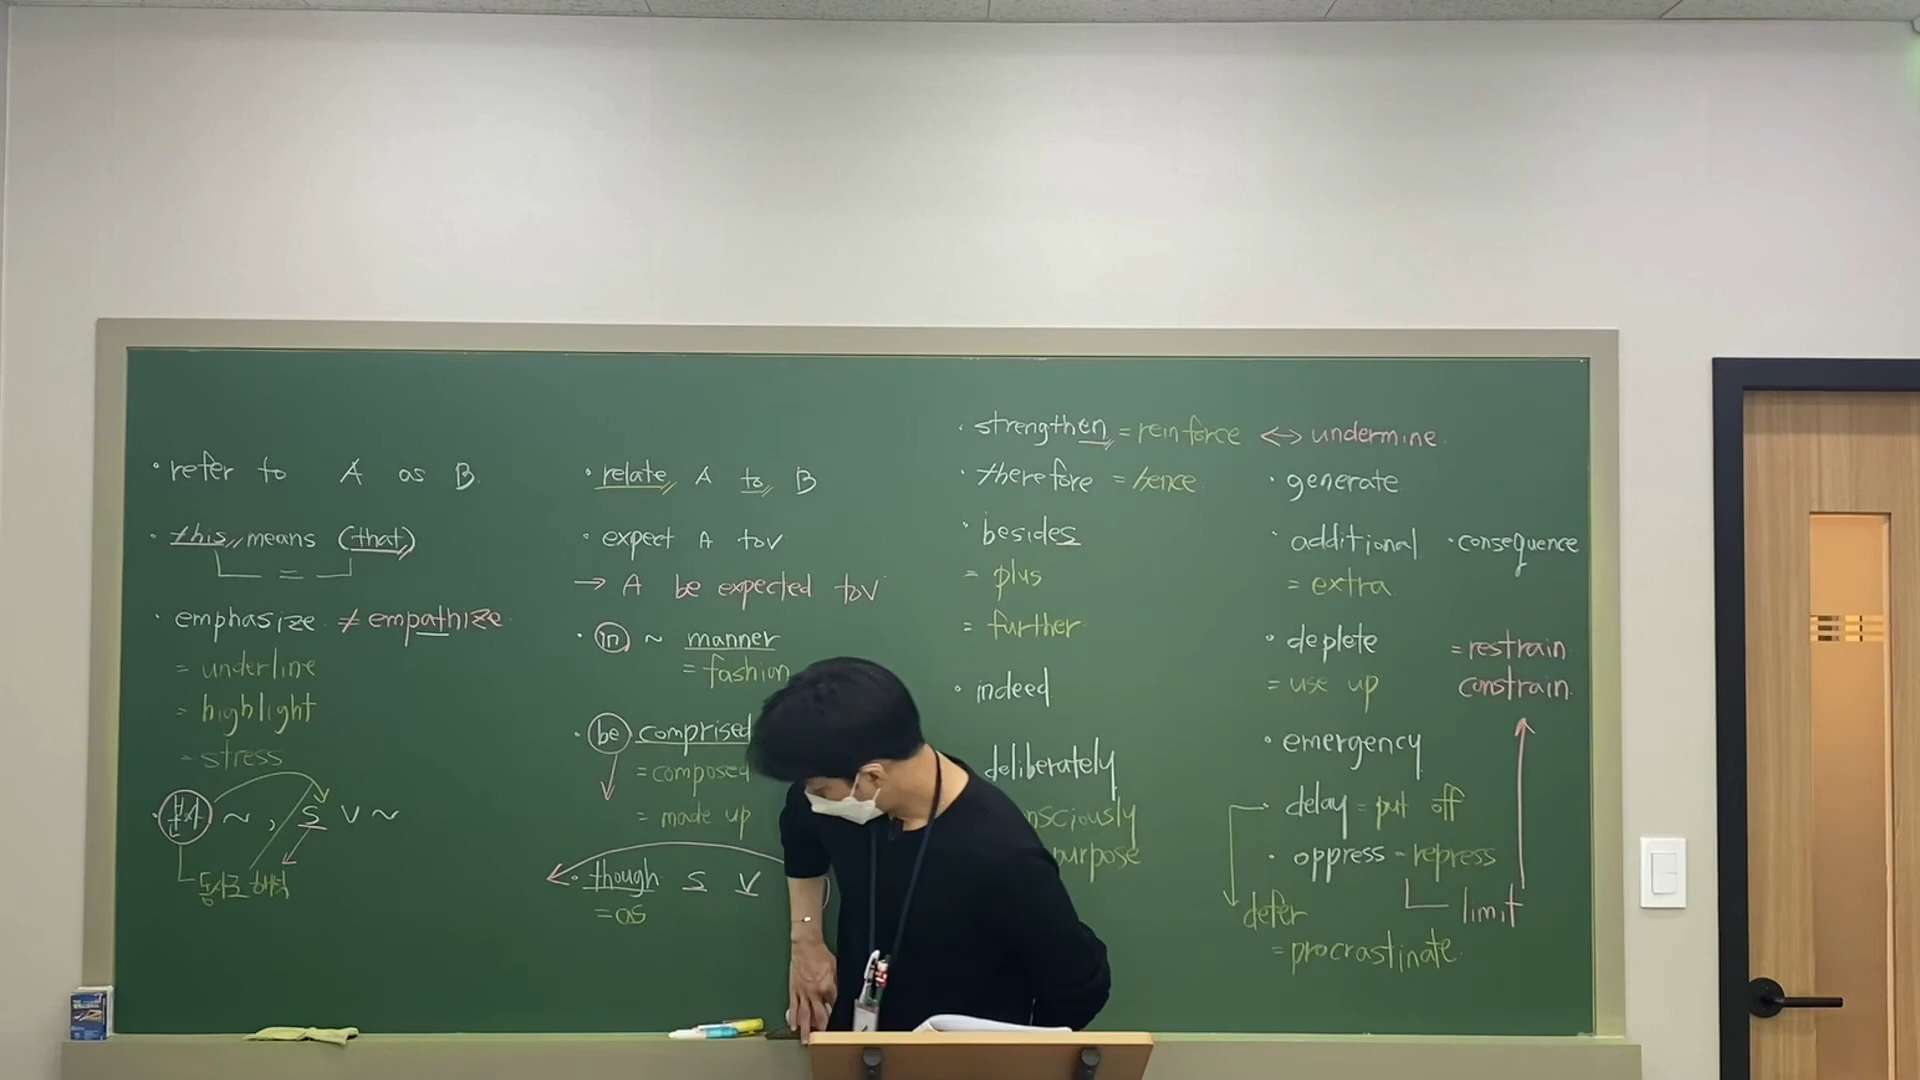 · refer to A as B.
· this means (that)
=
· emphasize ≠ empathize
= underline
= highlight
= stress
· 분사 ~ , S V ~
동시로 해석
· relate A to B
· expect A toV
→ A be expected toV
· in ~ manner
= fashion
· be comprised
= composed
= made up
· though S V
= as
· strengthen = reinforce ↔ undermine
· therefore = hence
· besides
= plus
= further
· indeed
deliberately
nsciously
purpose
· generate
· additional · consequence
= extra
· deplete
= use up
= restrain
constrain
· emergency
· delay = put off
· oppress = repress
limit
defer
= procrastinate